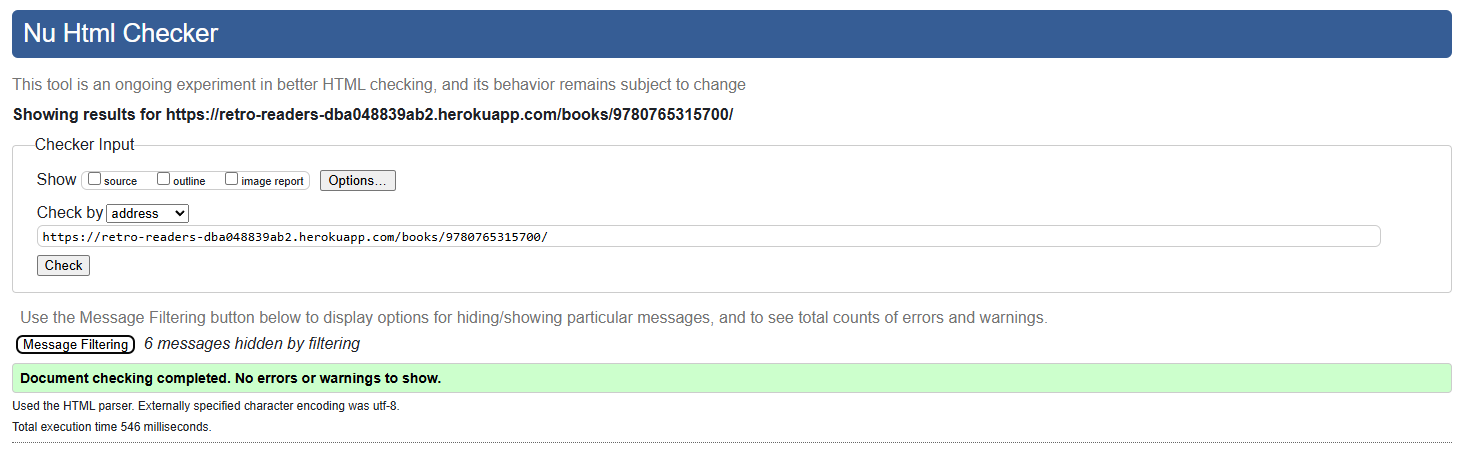 Nu Html Checker
This tool is an ongoing experiment in better HTML checking, and its behavior remains subject to change
Showing results for https://retro-readers-dba048839ab2.herokuapp.com/books/9780765315700/
Checker Input
Show source outline image report Options...
Check by address
https://retro-readers-dba048839ab2.herokuapp.com/books/9780765315700/
Check
Use the Message Filtering button below to display options for hiding/showing particular messages, and to see total counts of errors and warnings.
Message Filtering 6 messages hidden by filtering
Document checking completed. No errors or warnings to show.
Used the HTML parser. Externally specified character encoding was utf-8.
Total execution time 546 milliseconds.